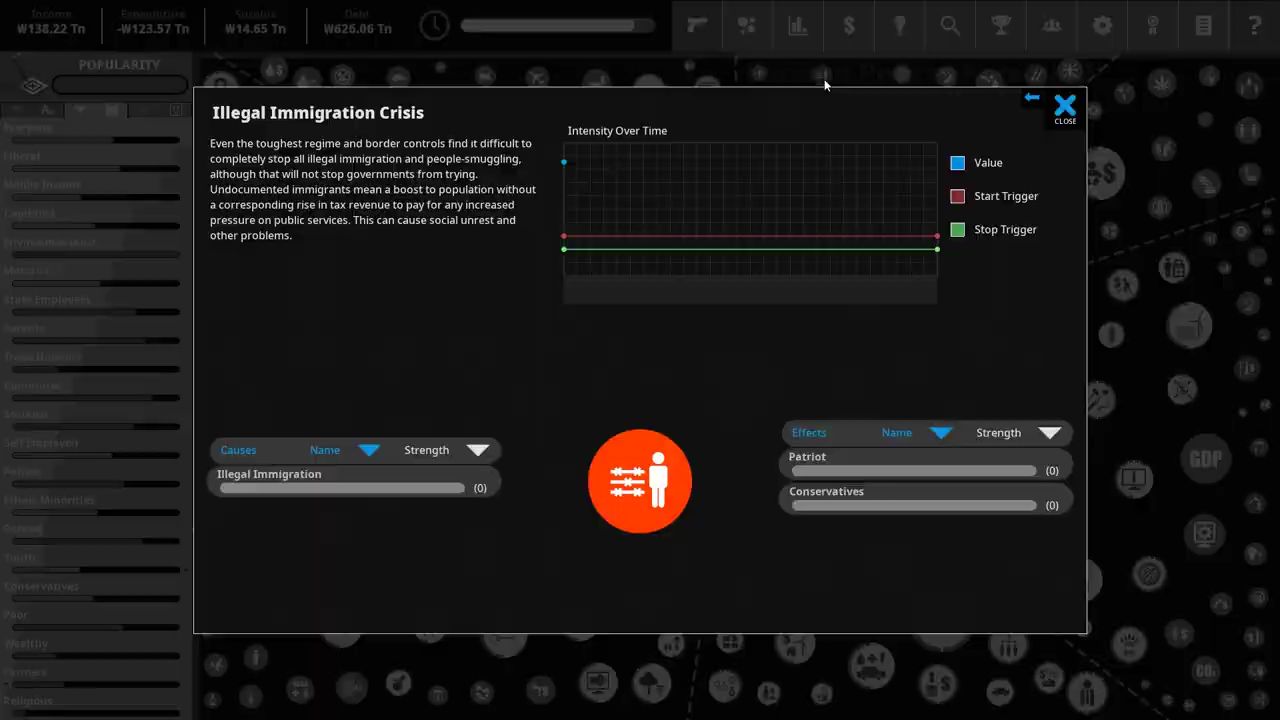 Income
Expenditure
Surplus
Debt
₩138.22 Tn
-₩123.57 Tn
₩14.65 Tn
₩626.06 Tn
POPULARITY
Everyone
Liberal
Middle Income
Capitalist
Environmentalist
Motorist
State Employees
Parents
Trade Unionist
Commuter
Socialist
Self Employed
Patriot
Ethnic Minorities
Retired
Youth
Conservatives
Poor
Wealthy
Farmers
Religious
Illegal Immigration Crisis
CLOSE
Even the toughest regime and border controls find it difficult to
completely stop all illegal immigration and people-smuggling,
although that will not stop governments from trying.
Undocumented immigrants mean a boost to population without
a corresponding rise in tax revenue to pay for any increased
pressure on public services. This can cause social unrest and
other problems.
Intensity Over Time
Value
Start Trigger
Stop Trigger
Causes Name Strength
Illegal Immigration
(0)
Effects Name Strength
Patriot
(0)
Conservatives
(0)
GDP
CO₂